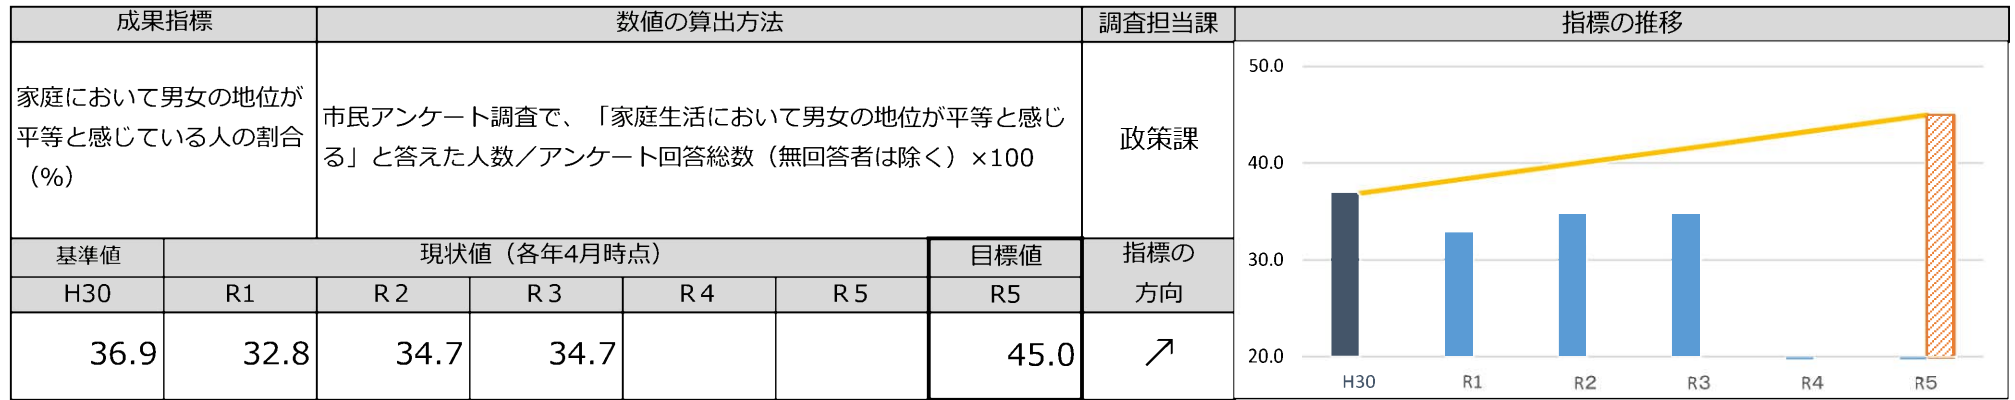 成果指標 数値の算出方法 調査担当課 指標の推移
家庭において男女の地位が
平等と感じている人の割合
（%）
市民アンケート調査で、「家庭生活において男女の地位が平等と感じ
る」と答えた人数／アンケート回答総数（無回答者は除く）×100
政策課
基準値 現状値（各年4月時点） 目標値 指標の
方向
H30 R1 R２ R３ R４ R５ R5
36.9 32.8 34.7 34.7 45.0 ↗
50.0
40.0
30.0
20.0
H30 R1 R2 R3 R4 R5